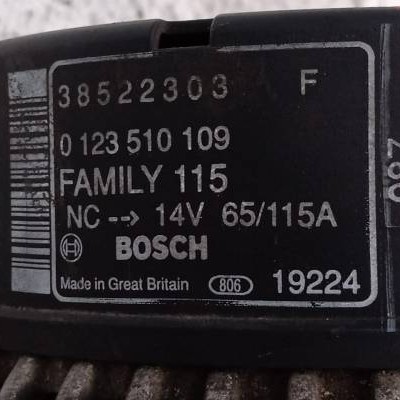 38522303 F
0 123 510 109
FAMILY 115
NC --> 14V 65/115A
BOSCH
Made in Great Britain 806 19224